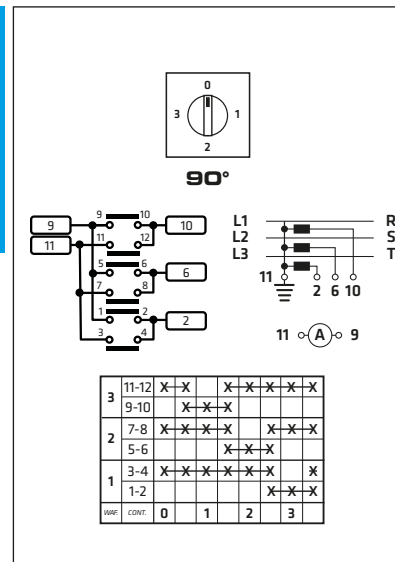 0
3 1
2
90°
9 10
9 10
11 12
11
5 6
6
7 8
1 2
2
3 4
L1 R
L2 S
L3 T
11 2 6 10
11 A 9
3 11-12 X X X X X X X
9-10 X X X
2 7-8 X X X X X X X
5-6 X X X
1 3-4 X X X X X X X
1-2 X X X
WAF. CONT. 0 1 2 3